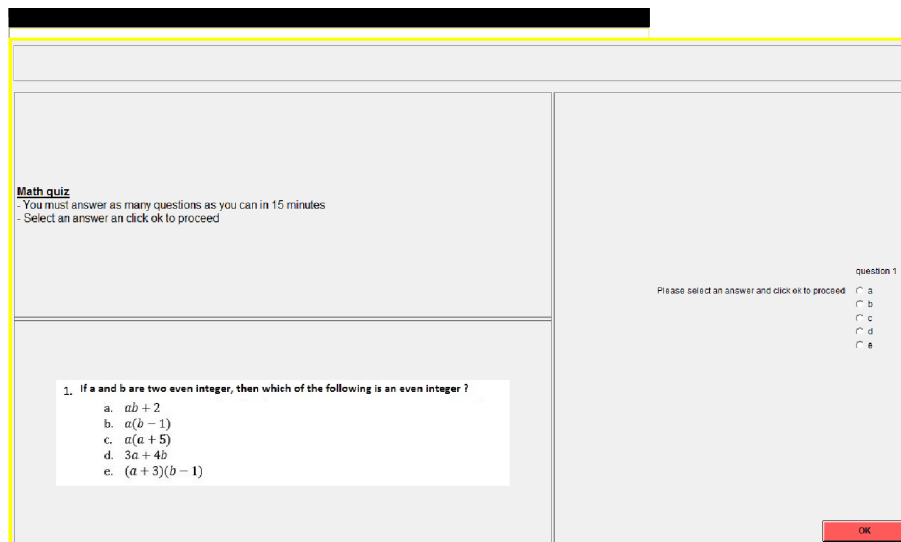 Math quiz
- You must answer as many questions as you can in 15 minutes
- Select an answer an click ok to proceed
1. If a and b are two even integer, then which of the following is an even integer ?
a. ab + 2
b. a(b − 1)
c. a(a + 5)
d. 3a + 4b
e. (a + 3)(b − 1)
question 1
Please select an answer and click ok to proceed a
b
c
d
e
OK